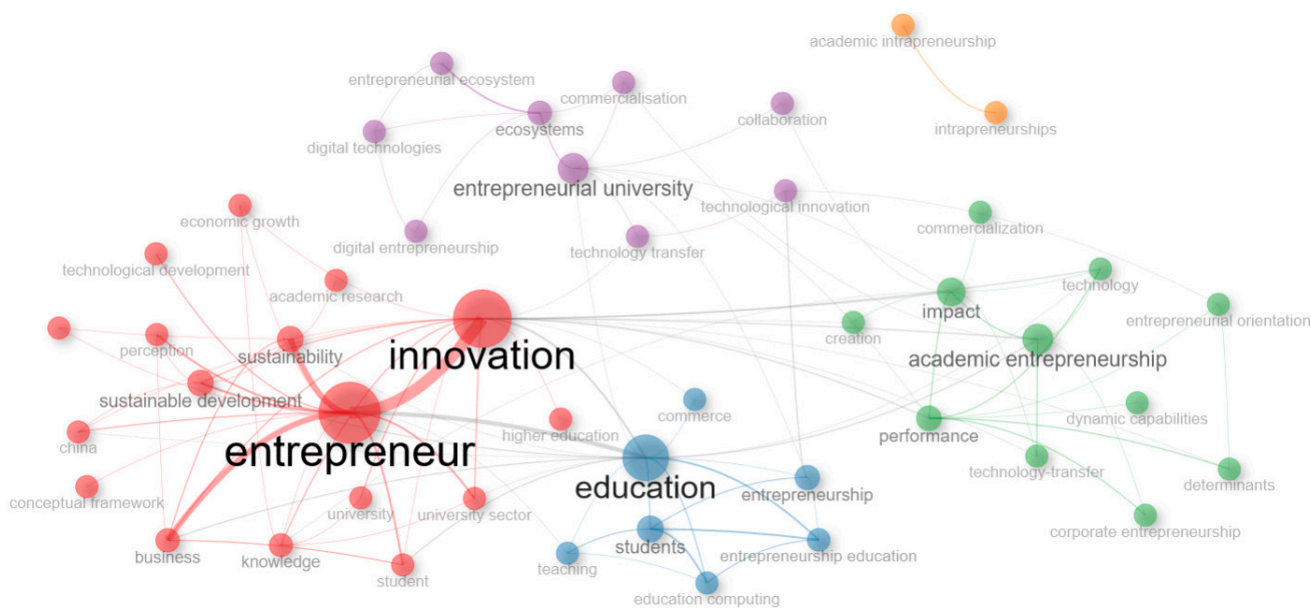 academic intrapreneurship
entrepreneurial ecosystem
commercialisation
collaboration
intrapreneurships
ecosystems
digital technologies
entrepreneurial university
technological innovation
economic growth
commercialization
digital entrepreneurship
technology transfer
technological development
academic research
technology
impact
entrepreneurial orientation
creation
perception
sustainability
innovation
academic entrepreneurship
sustainable development
commerce
dynamic capabilities
performance
china
higher education
entrepreneur
technology-transfer
determinants
education
entrepreneurship
conceptual framework
university
university sector
corporate entrepreneurship
students
entrepreneurship education
business
knowledge
teaching
student
education computing